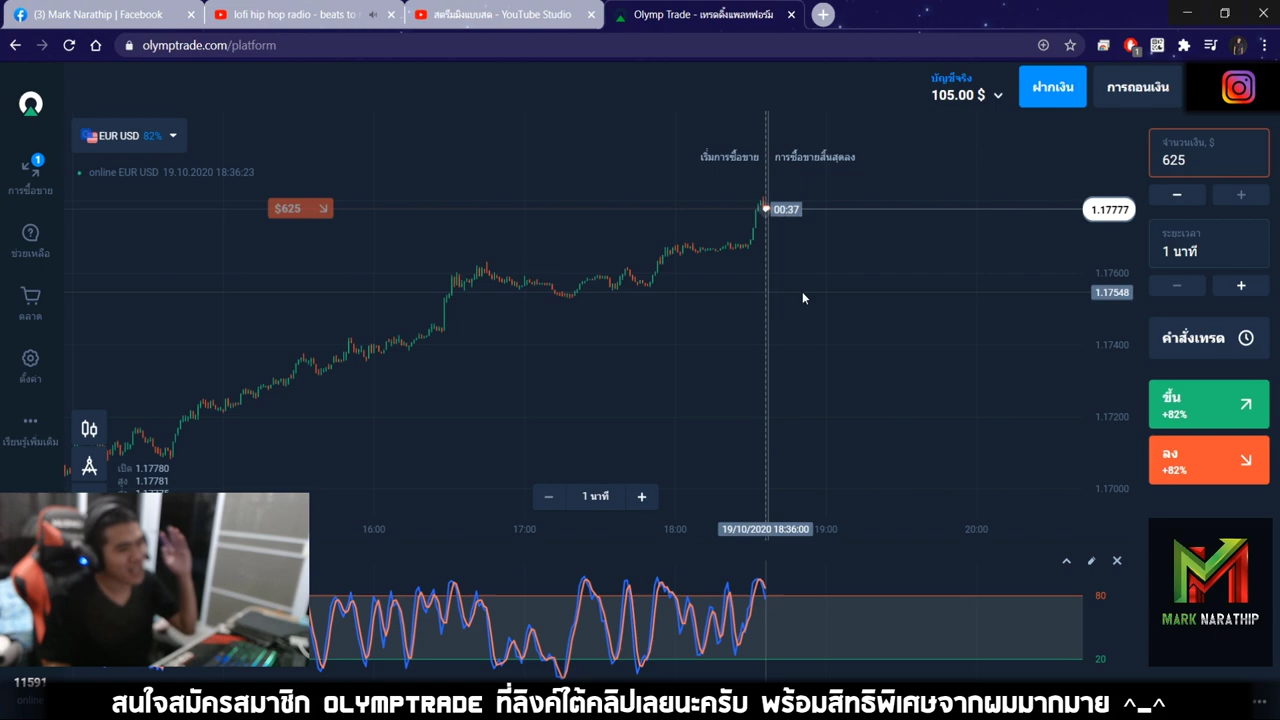 (3) Mark Narathip | Facebook
lofi hip hop radio - beats to
สตรีมมิงแบบสด - YouTube Studio
Olymp Trade - เทรดดิ้งแพลทฟอร์ม
olymptrade.com/platform
1
บัญชีจริง
105.00 $
ฝากเงิน
การถอนเงิน
EUR USD 82%
online EUR USD 19.10.2020 18:36:23
1
การซื้อขาย
ช่วยเหลือ
ตลาด
ตั้งค่า
เรียนรู้เพิ่มเติม
เริ่มการซื้อขาย
การซื้อขายสิ้นสุดลง
$625
00:37
1.17777
1.17600
1.17548
1.17400
1.17200
1.17000
จำนวนเงิน, $
625
ระยะเวลา
1 นาที
คำสั่งเทรด
ขึ้น
+82%
ลง
+82%
เปิด 1.17780
สูง 1.17781
1 นาที
16:00
17:00
18:00
19/10/2020 18:36:00
19:00
20:00
80
20
MARK NARATHIP
11591
online
สนใจสมัครสมาชิก OLYMPTRADE ที่ลิงค์ใต้คลิปเลยนะครับ พร้อมสิทธิพิเศษจากผมมากมาย ^_^